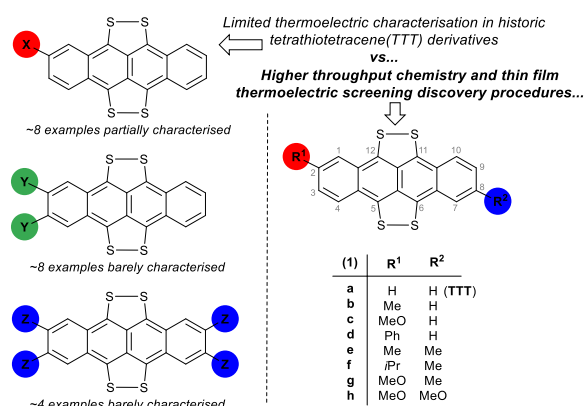 Limited thermoelectric characterisation in historic
tetrathiotetracene(TTT) derivatives
vs...
Higher throughput chemistry and thin film
thermoelectric screening discovery procedures...
S S
X
S S
~8 examples partially characterised
S S
Y
Y
S S
~8 examples barely characterised
S S
Z Z
Z Z
S S
~4 examples barely characterised
S S
R¹ 1 12 11 10
2 9
3 8
4 5 6 7 R²
S S
(1) R¹ R²
a H H (TTT)
b Me H
c MeO H
d Ph H
e Me Me
f iPr Me
g MeO Me
h MeO MeO